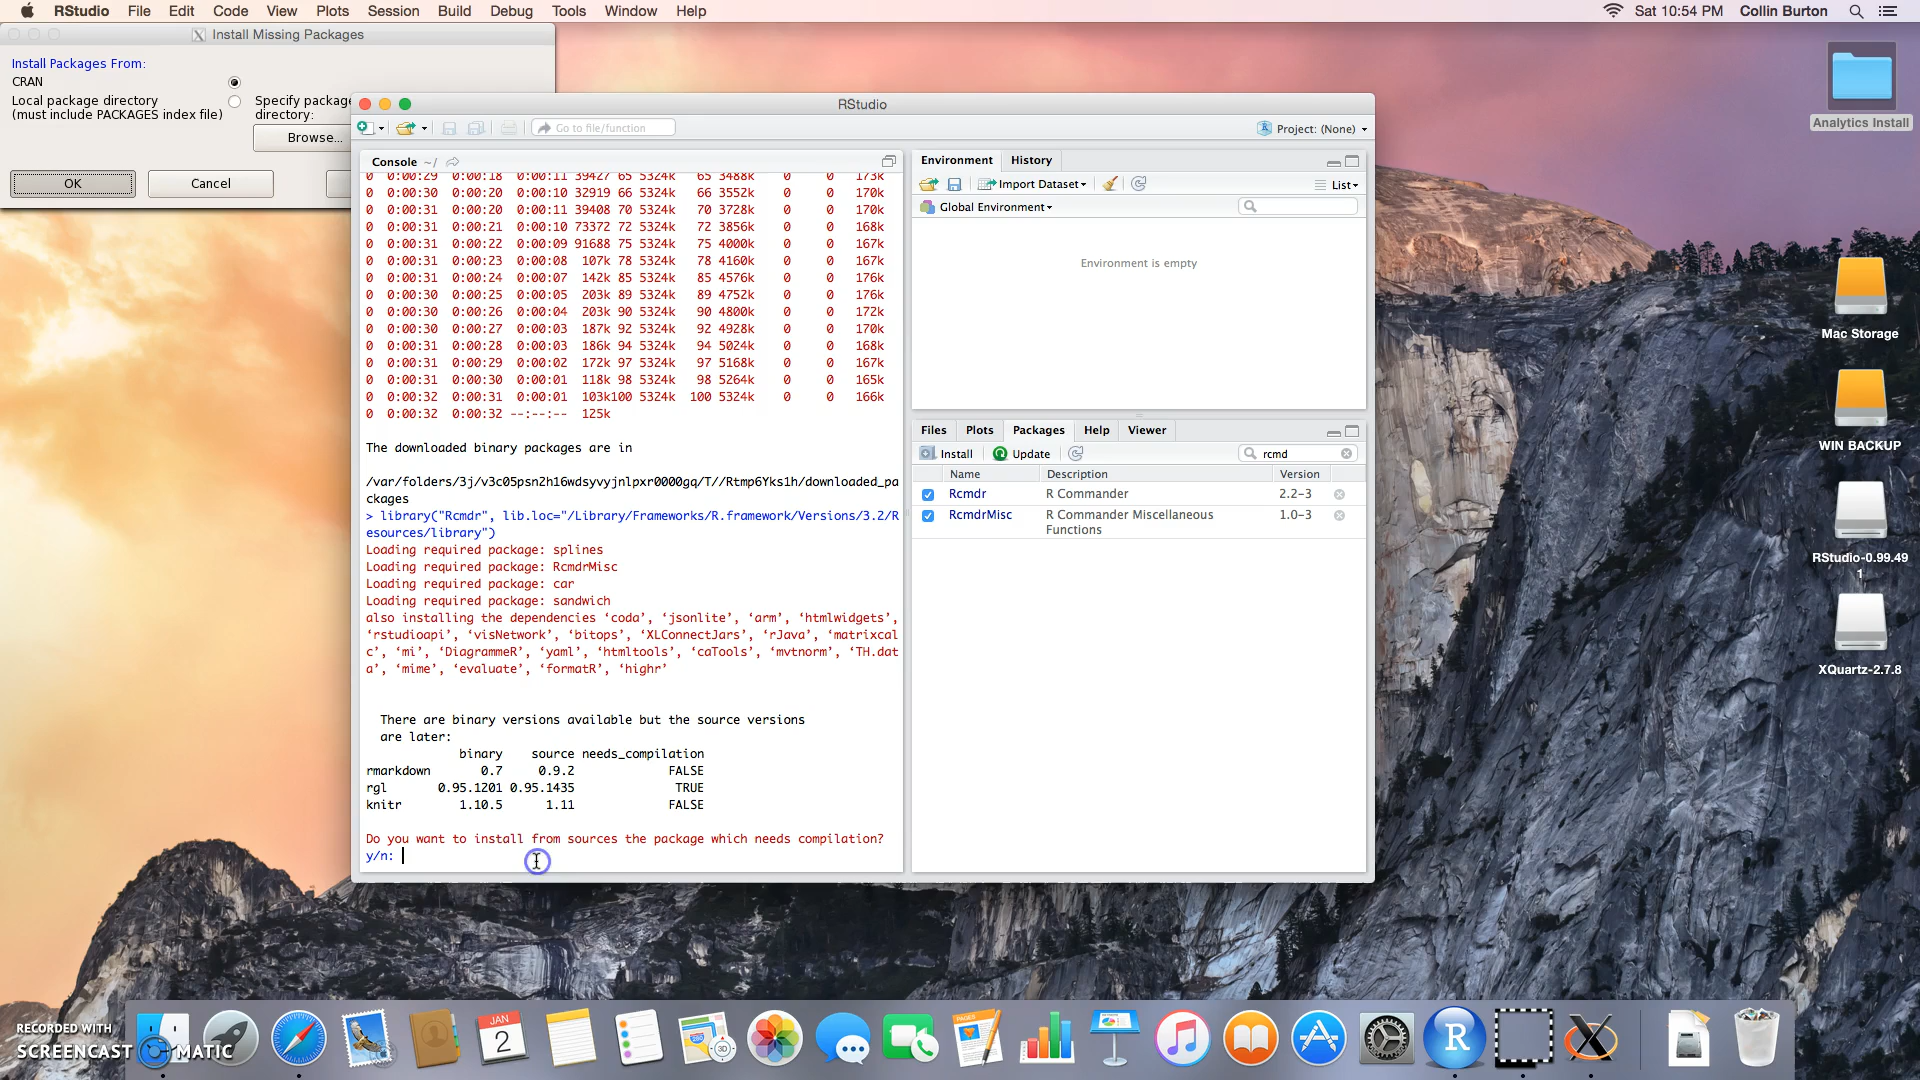 RStudio File Edit Code View Plots Session Build Debug Tools Window Help
Sat 10:54 PM Collin Burton
Install Missing Packages
Install Packages From:
CRAN
Local package directory
(must include PACKAGES index file)
Specify package
directory:
Browse...
OK Cancel
RStudio
Go to file/function
Project: (None)
Console ~/
0 0:00:29 0:00:18 0:00:11 39427 65 5324k 65 3488k 0 0 173k
0 0:00:30 0:00:20 0:00:10 32919 66 5324k 66 3552k 0 0 170k
0 0:00:31 0:00:20 0:00:11 39408 70 5324k 70 3728k 0 0 170k
0 0:00:31 0:00:21 0:00:10 73372 72 5324k 72 3856k 0 0 168k
0 0:00:31 0:00:22 0:00:09 91688 75 5324k 75 4000k 0 0 167k
0 0:00:31 0:00:23 0:00:08 107k 78 5324k 78 4160k 0 0 167k
0 0:00:31 0:00:24 0:00:07 142k 85 5324k 85 4576k 0 0 176k
0 0:00:30 0:00:25 0:00:05 203k 89 5324k 89 4752k 0 0 176k
0 0:00:30 0:00:26 0:00:04 203k 90 5324k 90 4800k 0 0 172k
0 0:00:30 0:00:27 0:00:03 187k 92 5324k 92 4928k 0 0 170k
0 0:00:31 0:00:28 0:00:03 186k 94 5324k 94 5024k 0 0 168k
0 0:00:31 0:00:29 0:00:02 172k 97 5324k 97 5168k 0 0 167k
0 0:00:31 0:00:30 0:00:01 118k 98 5324k 98 5264k 0 0 165k
0 0:00:32 0:00:31 0:00:01 103k100 5324k 100 5324k 0 0 166k
0 0:00:32 0:00:32 --:--:-- 125k
The downloaded binary packages are in
/var/folders/3j/v3c05psn2h16wdsyvyjnlpxr0000gq/T//Rtmp6Yks1h/downloaded_pa
ckages
> library("Rcmdr", lib.loc="/Library/Frameworks/R.framework/Versions/3.2/R
esources/library")
Loading required package: splines
Loading required package: RcmdrMisc
Loading required package: car
Loading required package: sandwich
also installing the dependencies ‘coda’, ‘jsonlite’, ‘arm’, ‘htmlwidgets’,
‘rstudioapi’, ‘visNetwork’, ‘bitops’, ‘XLConnectJars’, ‘rJava’, ‘matrixcal
c’, ‘mi’, ‘DiagrammeR’, ‘yaml’, ‘htmltools’, ‘caTools’, ‘mvtnorm’, ‘TH.dat
a’, ‘mime’, ‘evaluate’, ‘formatR’, ‘highr’
There are binary versions available but the source versions
are later:
binary source needs_compilation
rmarkdown 0.7 0.9.2 FALSE
rgl 0.95.1201 0.95.1435 TRUE
knitr 1.10.5 1.11 FALSE
Do you want to install from sources the package which needs compilation?
y/n:
Environment History
Import Dataset List
Global Environment
Environment is empty
Files Plots Packages Help Viewer
Install Update rcmd
Name Description Version
Rcmdr R Commander 2.2-3
RcmdrMisc R Commander Miscellaneous 1.0-3
Functions
Analytics Install
Mac Storage
WIN BACKUP
RStudio-0.99.49
1
XQuartz-2.7.8
RECORDED WITH
SCREENCAST MATIC
JAN
2